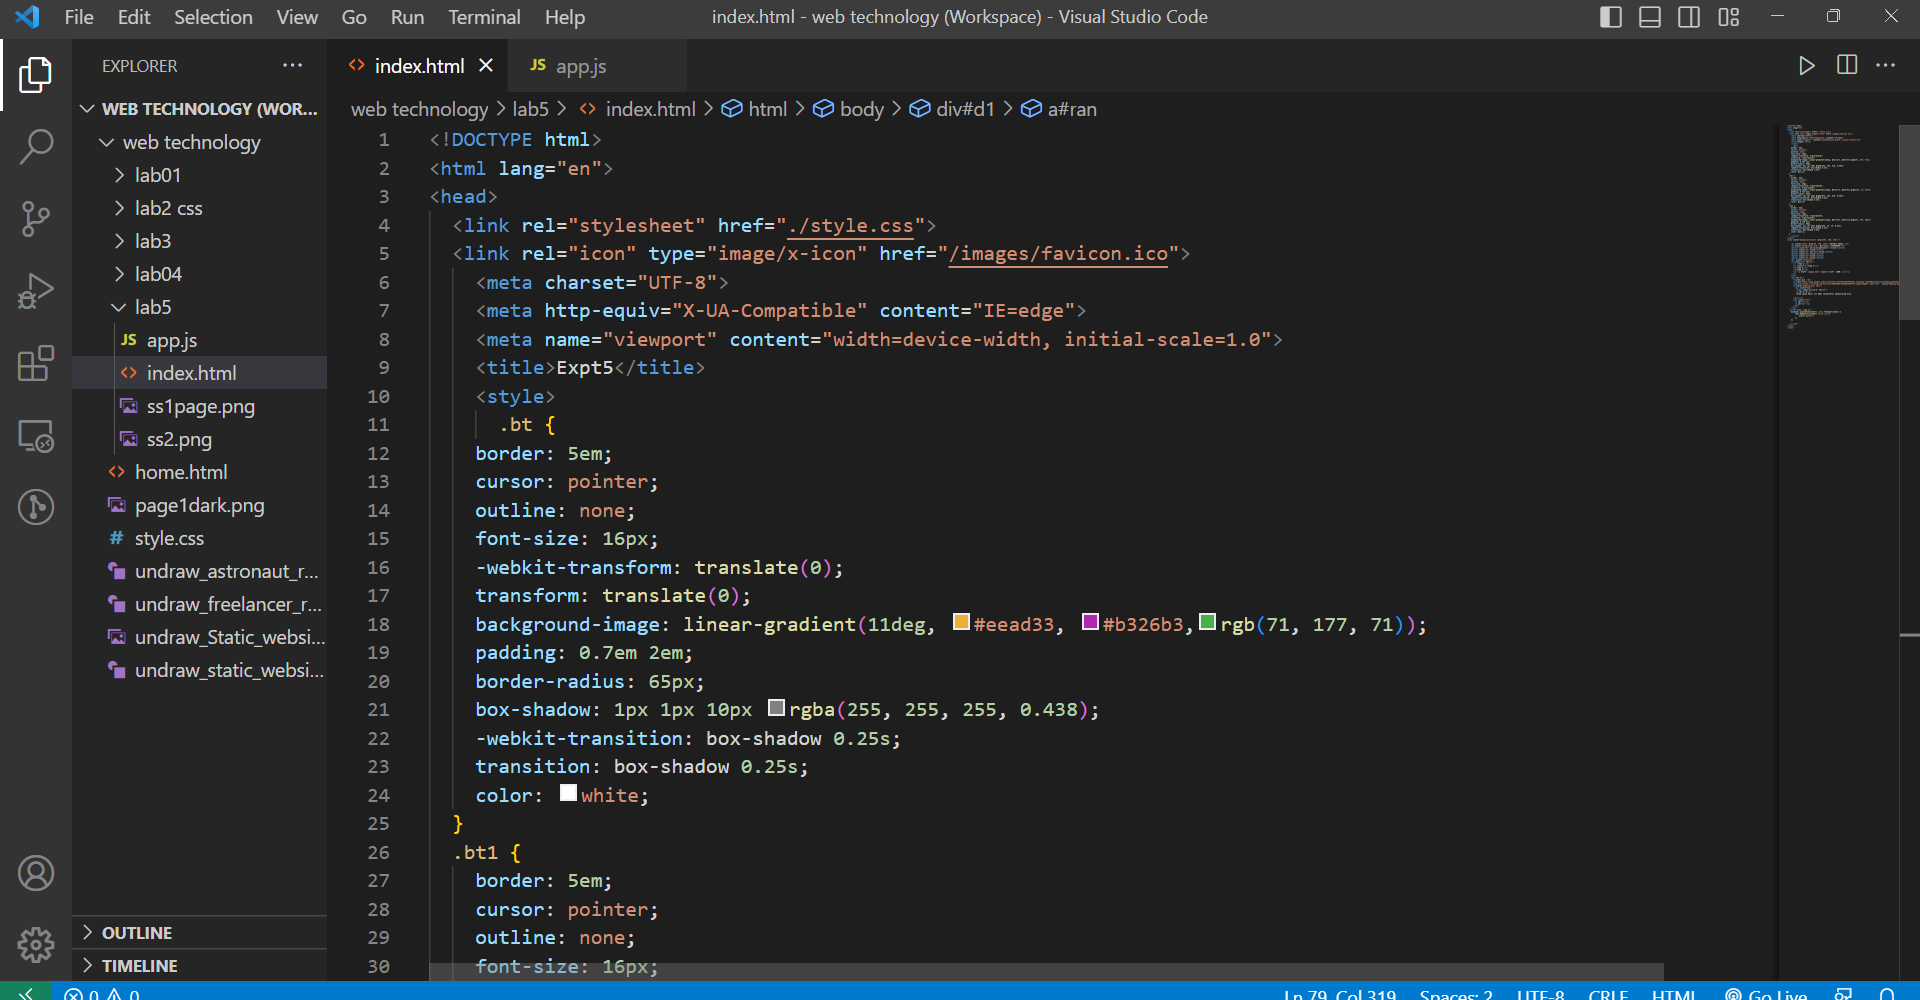 File Edit Selection View Go Run Terminal Help index.html - web technology (Workspace) - Visual Studio Code
EXPLORER
WEB TECHNOLOGY (WOR...
web technology
lab01
lab2 css
lab3
lab04
lab5
JS app.js
index.html
ss1page.png
ss2.png
home.html
page1dark.png
# style.css
undraw_astronaut_r...
undraw_freelancer_r...
undraw_Static_websi...
undraw_static_websi...
OUTLINE
TIMELINE
index.html JS app.js
web technology > lab5 > <> index.html > html > body > div#d1 > a#ran
1 <!DOCTYPE html>
2 <html lang="en">
3 <head>
4 <link rel="stylesheet" href="./style.css">
5 <link rel="icon" type="image/x-icon" href="/images/favicon.ico">
6 <meta charset="UTF-8">
7 <meta http-equiv="X-UA-Compatible" content="IE=edge">
8 <meta name="viewport" content="width=device-width, initial-scale=1.0">
9 <title>Expt5</title>
10 <style>
11 .bt {
12 border: 5em;
13 cursor: pointer;
14 outline: none;
15 font-size: 16px;
16 -webkit-transform: translate(0);
17 transform: translate(0);
18 background-image: linear-gradient(11deg, #eead33, #b326b3, rgb(71, 177, 71));
19 padding: 0.7em 2em;
20 border-radius: 65px;
21 box-shadow: 1px 1px 10px rgba(255, 255, 255, 0.438);
22 -webkit-transition: box-shadow 0.25s;
23 transition: box-shadow 0.25s;
24 color: white;
25 }
26 .bt1 {
27 border: 5em;
28 cursor: pointer;
29 outline: none;
30 font-size: 16px;
0 0 Ln 79, Col 319 Spaces: 2 UTF-8 CRLF HTML Go Live